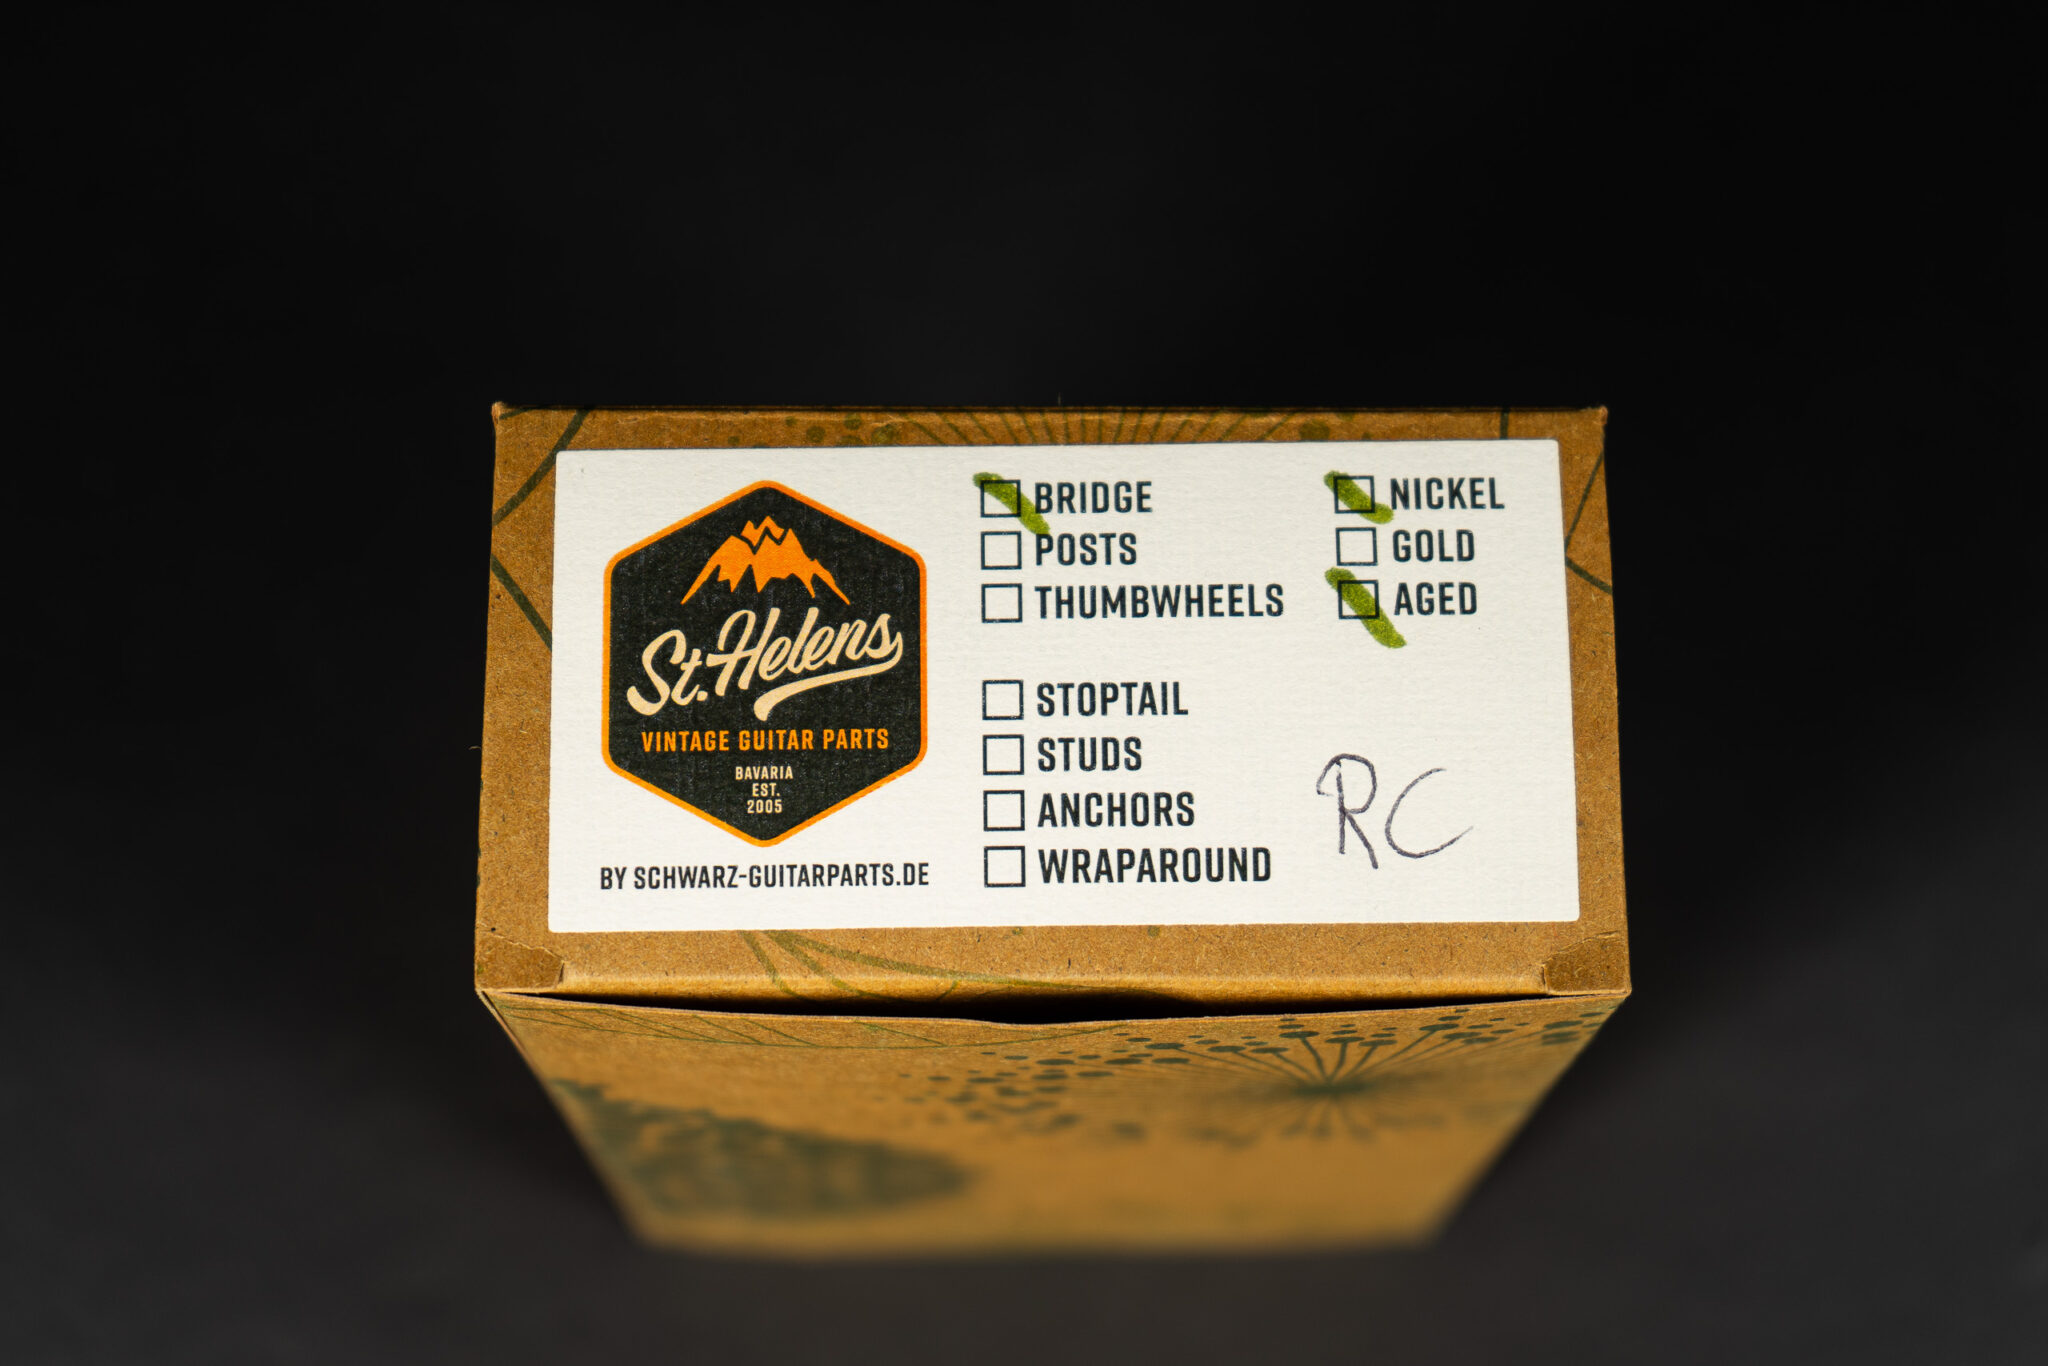 St. Helens
VINTAGE GUITAR PARTS
BAVARIA
EST.
2005
BY SCHWARZ-GUITARPARTS.DE
BRIDGE
POSTS
THUMBWHEELS
STOPTAIL
STUDS
ANCHORS
WRAPAROUND
NICKEL
GOLD
AGED
RC